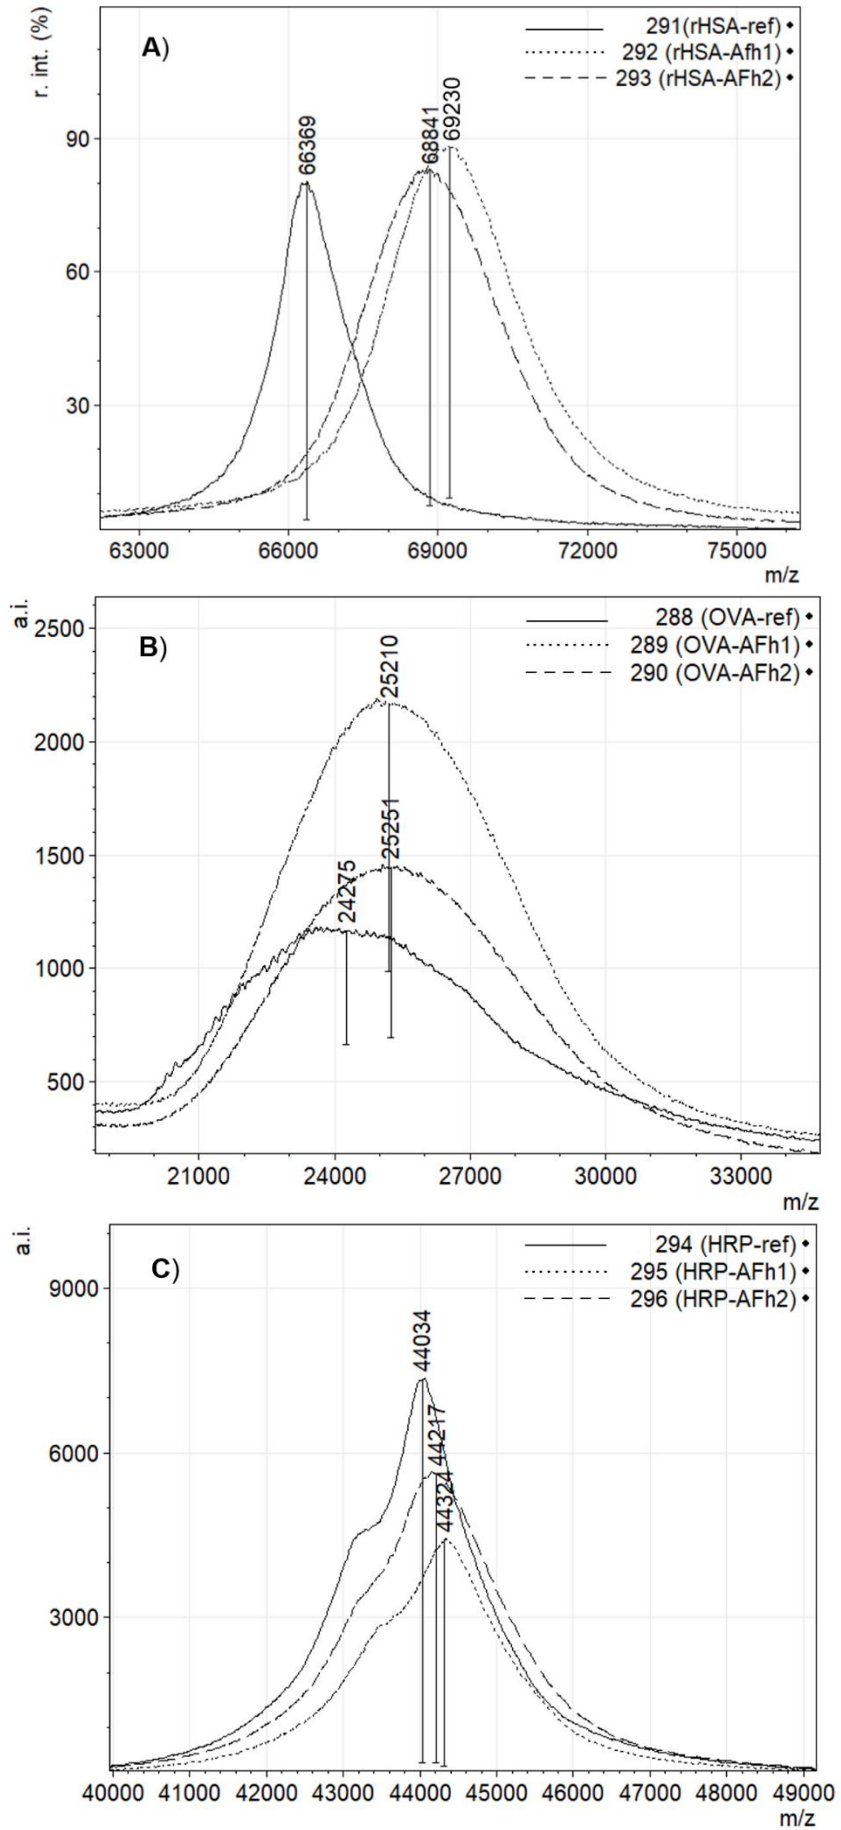 r. int. (%)
A)
291(rHSA-ref) ♦
292 (rHSA-Afh1) ♦
293 (rHSA-AFh2) ♦
66369
68841
69230
90
60
30
63000 66000 69000 72000 75000
m/z
a.i.
B)
288 (OVA-ref) ♦
289 (OVA-AFh1) ♦
290 (OVA-AFh2) ♦
25210
25251
24275
2500
2000
1500
1000
500
21000 24000 27000 30000 33000
m/z
a.i.
C)
294 (HRP-ref) ♦
295 (HRP-AFh1) ♦
296 (HRP-AFh2) ♦
44034
44217
44324
9000
6000
3000
40000 41000 42000 43000 44000 45000 46000 47000 48000 49000
m/z